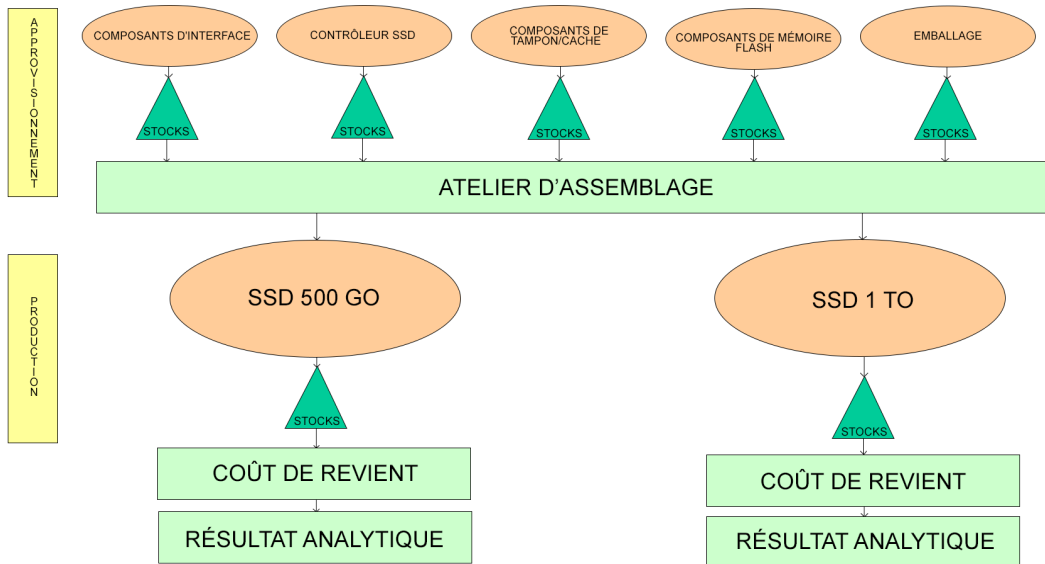 APPROVISIONNEMENT
COMPOSANTS D'INTERFACE
CONTRÔLEUR SSD
COMPOSANTS DE
TAMPON/CACHE
COMPOSANTS DE MÉMOIRE
FLASH
EMBALLAGE
STOCKS
STOCKS
STOCKS
STOCKS
STOCKS
ATELIER D’ASSEMBLAGE
PRODUCTION
SSD 500 GO
SSD 1 TO
STOCKS
STOCKS
COÛT DE REVIENT
COÛT DE REVIENT
RÉSULTAT ANALYTIQUE
RÉSULTAT ANALYTIQUE